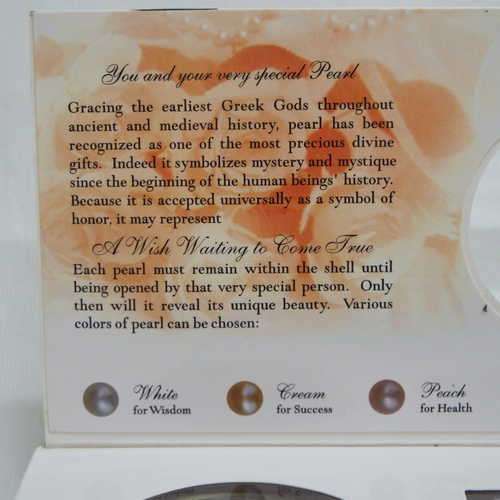 You and your very special Pearl
Gracing the earliest Greek Gods throughout
ancient and medieval history, pearl has been
recognized as one of the most precious divine
gifts. Indeed it symbolizes mystery and mystique
since the beginning of the human beings' history.
Because it is accepted universally as a symbol of
honor, it may represent
A Wish Waiting to Come True
Each pearl must remain within the shell until
being opened by that very special person. Only
then will it reveal its unique beauty. Various
colors of pearl can be chosen:
White
for Wisdom
Cream
for Success
Peach
for Health